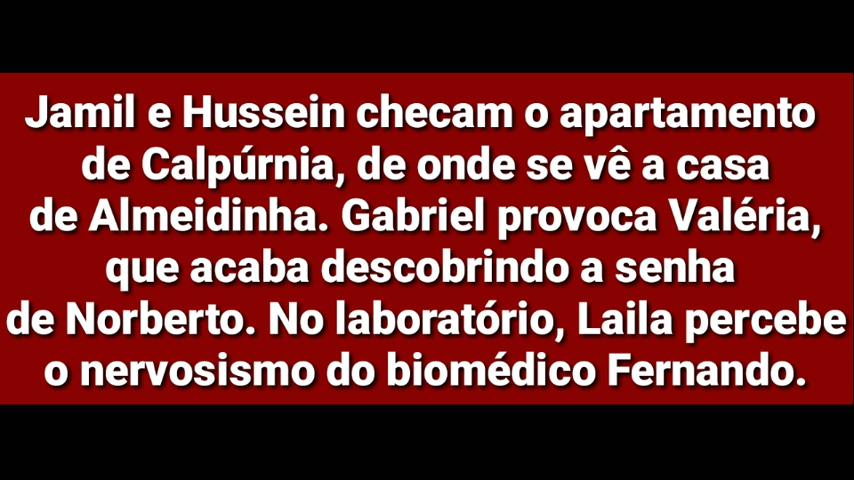 Jamil e Hussein checam o apartamento
de Calpúrnia, de onde se vê a casa
de Almeidinha. Gabriel provoca Valéria,
que acaba descobrindo a senha
de Norberto. No laboratório, Laila percebe
o nervosismo do biomédico Fernando.